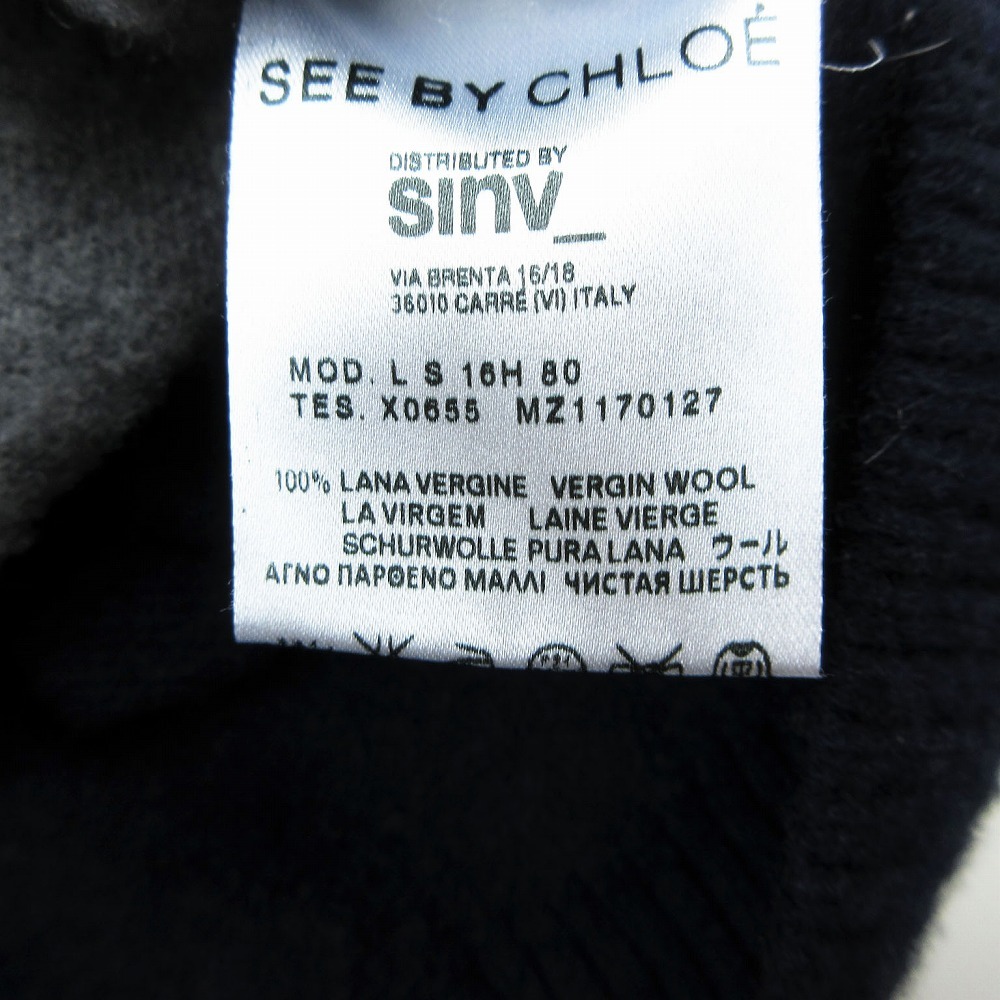 SEE BY CHLOÉ
DISTRIBUTED BY
sinv_
VIA BRENTA 16/18
36010 CARRÉ (VI) ITALY
MOD. L S 16H 80
TES. X0655 MZ1170127
100% LANA VERGINE VERGIN WOOL
LA VIRGEM LAINE VIERGE
SCHURWOLLE PURA LANA ウール
ΑΓΝΟ ΠΑΡΘΕΝΟ ΜΑΛΛΙ ЧИСТАЯ ШЕРСТЬ